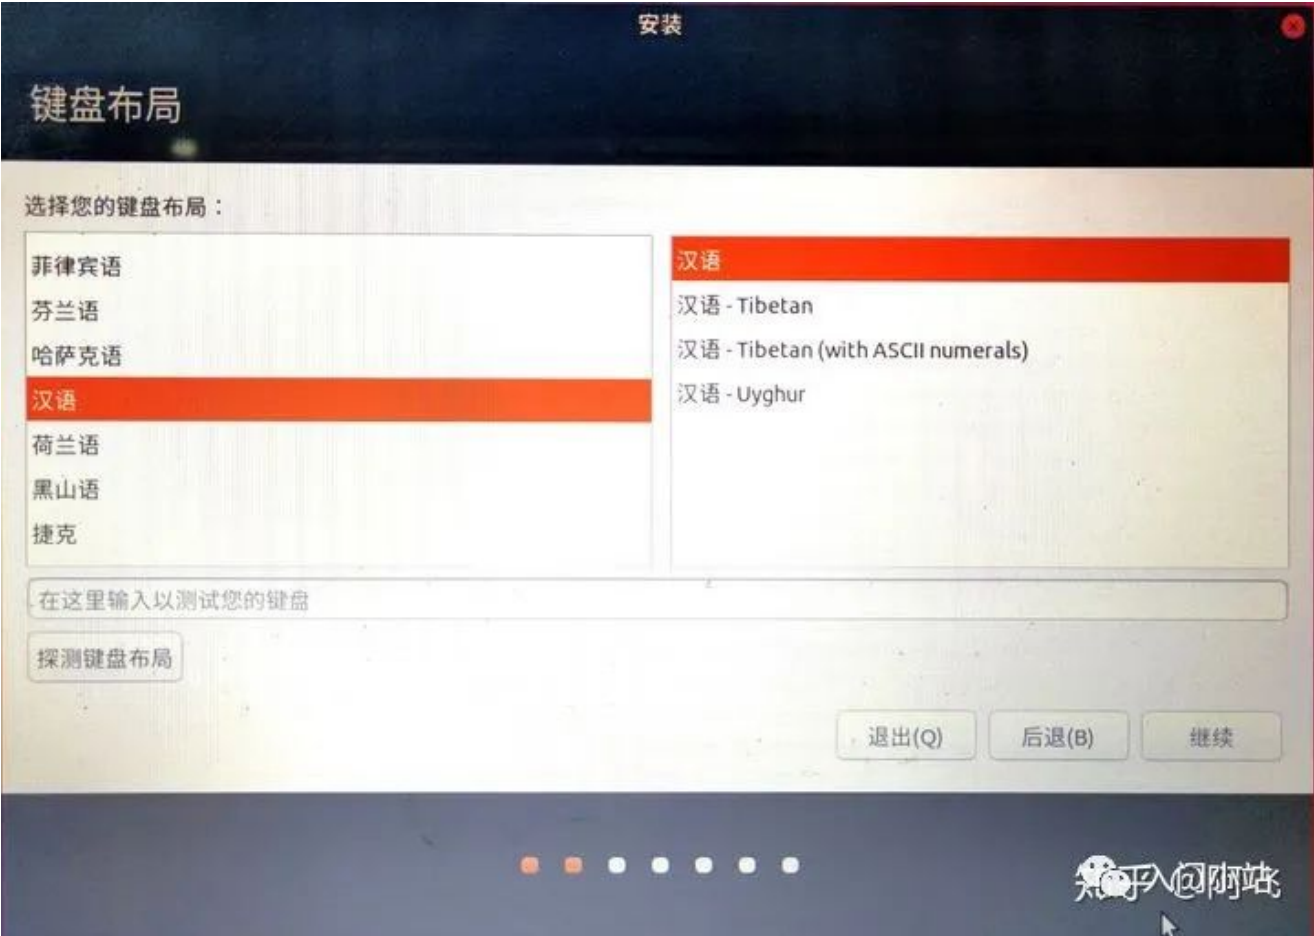 安装
键盘布局
选择您的键盘布局：
菲律宾语
芬兰语
哈萨克语
汉语
荷兰语
黑山语
捷克
汉语
汉语 - Tibetan
汉语 - Tibetan (with ASCII numerals)
汉语 - Uyghur
在这里输入以测试您的键盘
探测键盘布局
退出(Q)
后退(B)
继续